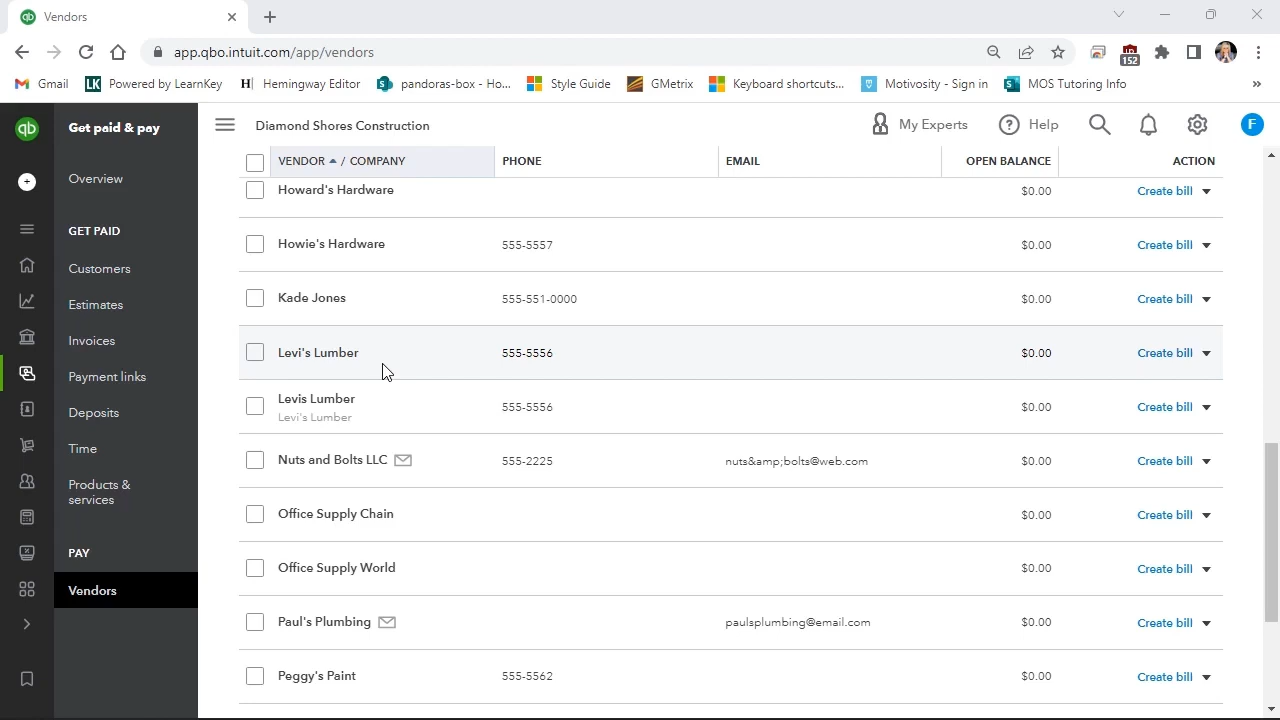 Vendors
app.qbo.intuit.com/app/vendors
152
Gmail
LK Powered by LearnKey
H Hemingway Editor
pandoras-box - Ho...
Style Guide
GMetrix
Keyboard shortcuts...
Motivosity - Sign in
MOS Tutoring Info
»
qb
Get paid & pay
Overview
GET PAID
Customers
Estimates
Invoices
Payment links
Deposits
Time
Products &
services
PAY
Vendors
Diamond Shores Construction
My Experts
Help
F
VENDOR / COMPANY PHONE EMAIL OPEN BALANCE ACTION
Howard's Hardware $0.00 Create bill
Howie's Hardware 555-5557 $0.00 Create bill
Kade Jones 555-551-0000 $0.00 Create bill
Levi's Lumber 555-5556 $0.00 Create bill
Levis Lumber 555-5556 $0.00 Create bill
Levi's Lumber
Nuts and Bolts LLC 555-2225 nuts&amp;bolts@web.com $0.00 Create bill
Office Supply Chain $0.00 Create bill
Office Supply World $0.00 Create bill
Paul's Plumbing paulsplumbing@email.com $0.00 Create bill
Peggy's Paint 555-5562 $0.00 Create bill